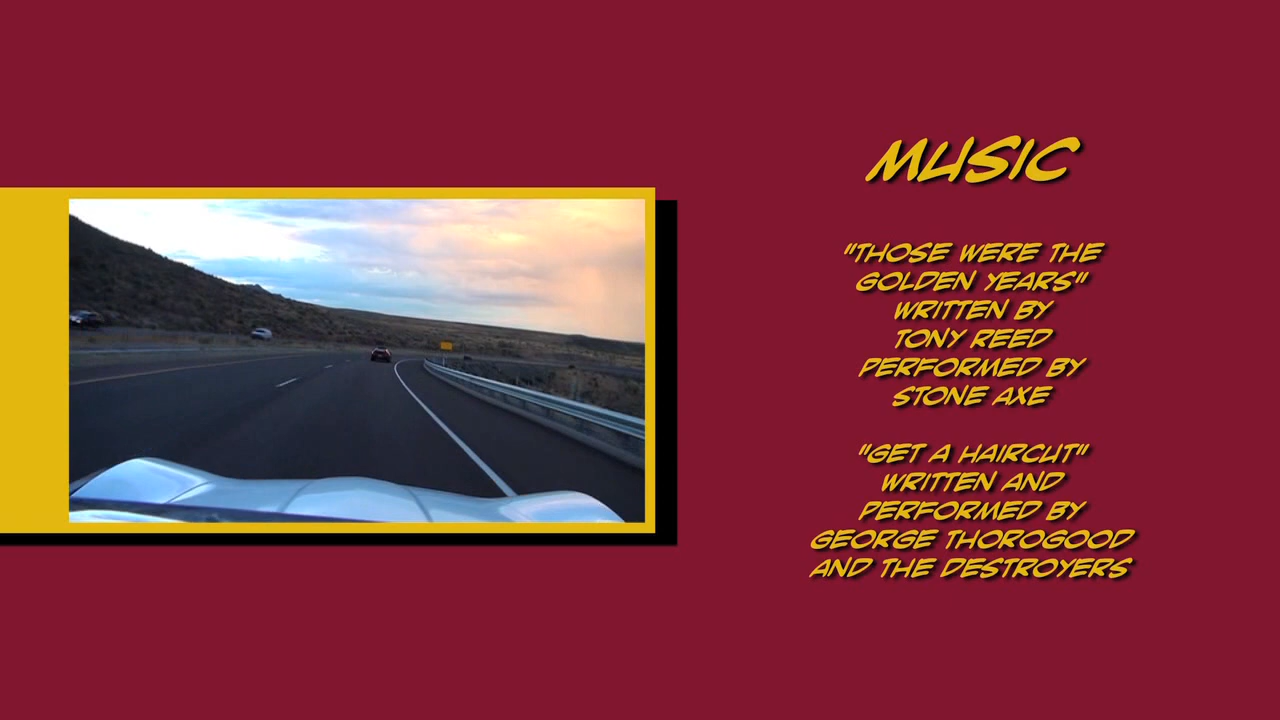 MUSIC
"THOSE WERE THE
GOLDEN YEARS"
WRITTEN BY
TONY REED
PERFORMED BY
STONE AXE
"GET A HAIRCUT"
WRITTEN AND
PERFORMED BY
GEORGE THOROGOOD
AND THE DESTROYERS